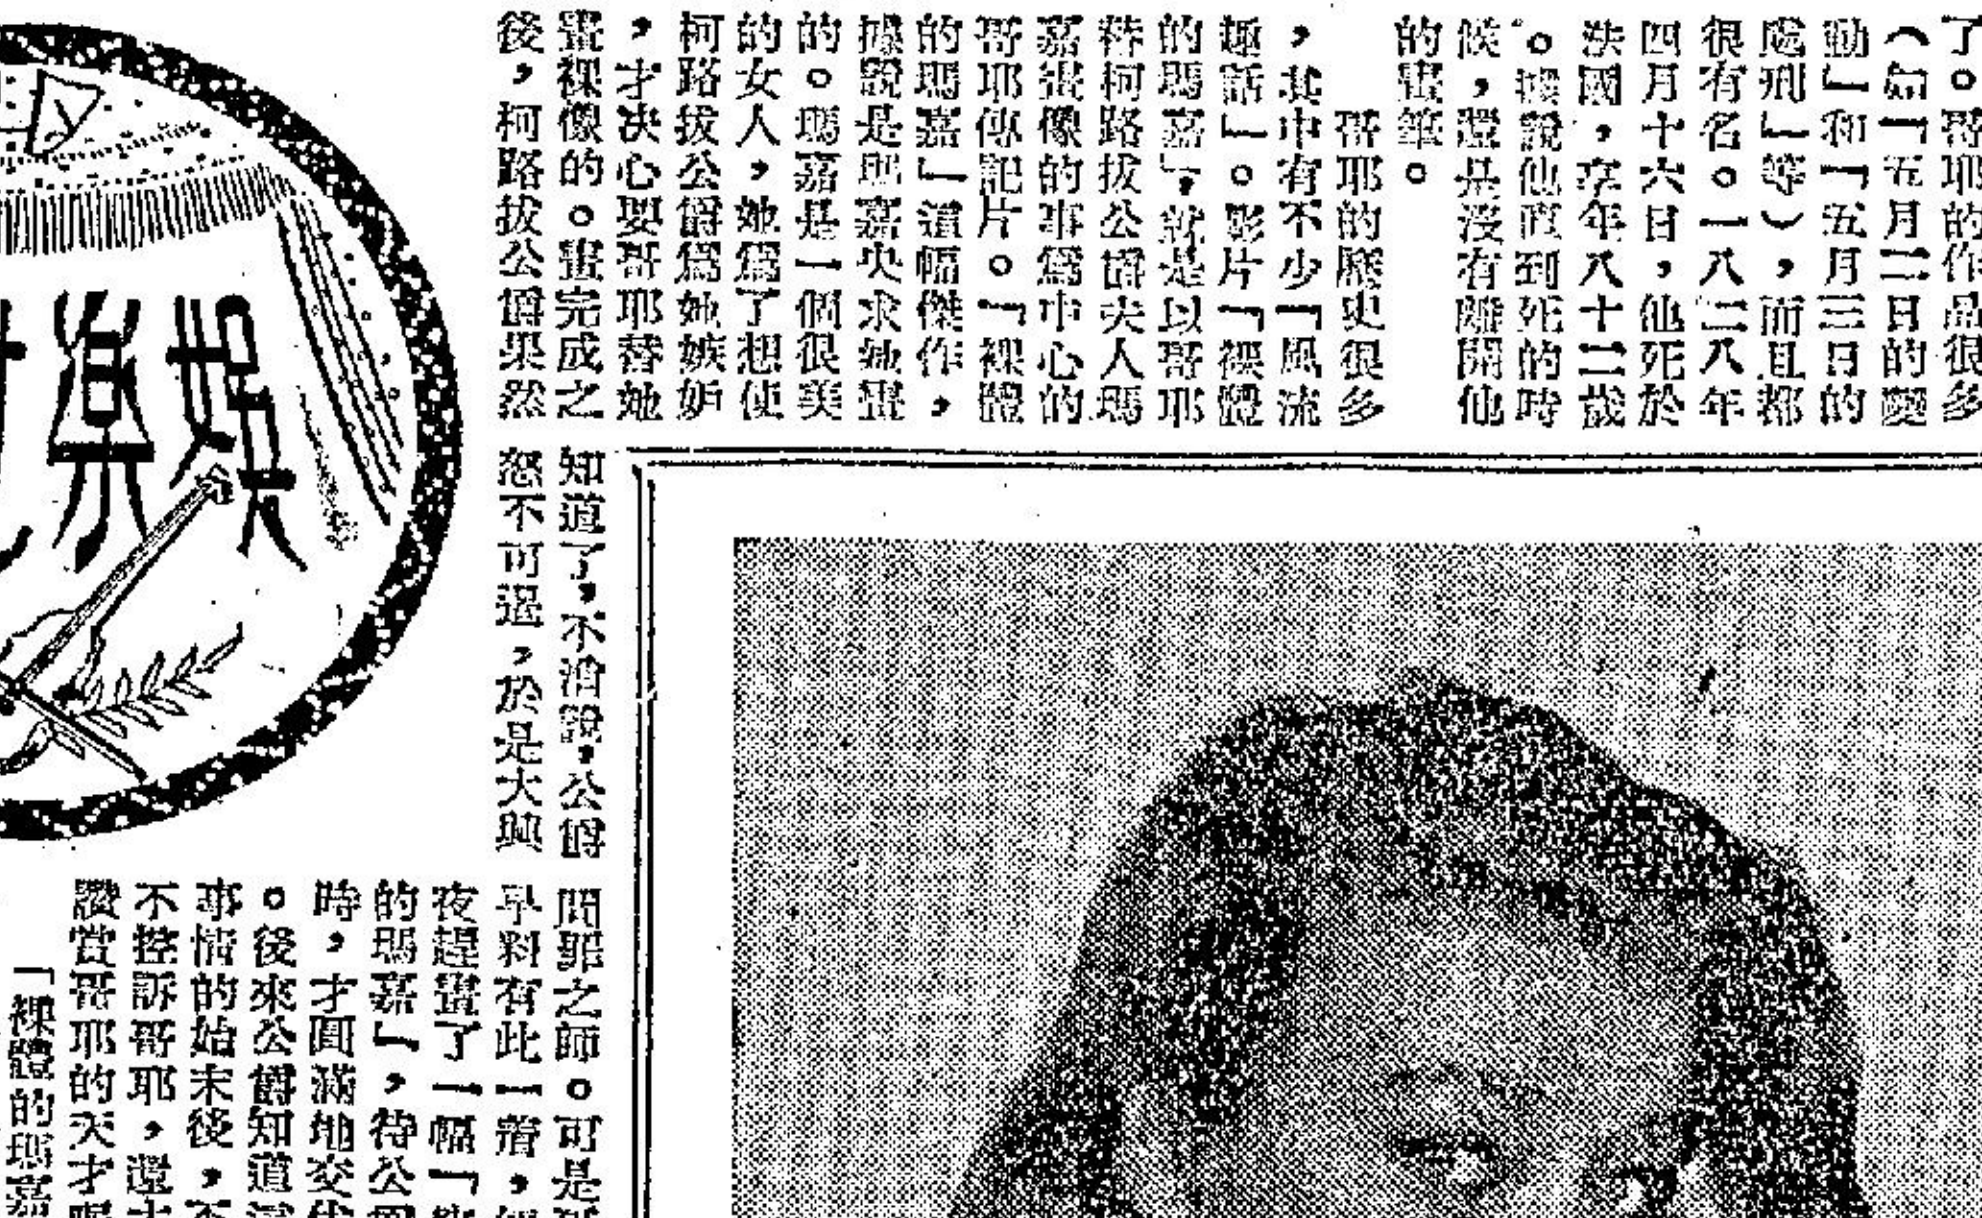 了。哥耶的作品很多
（如「五月二日的變
動」和「五月三日的
處刑」等），而且都
很有名。一八二八年
四月十六日，他死於
法國，享年八十二歲
。據說他直到死的時
候，還是沒有離開他
的畫筆。
哥耶的歷史很多
，其中有不少「風流
趣話」。影片「裸體
的瑪嘉」，就是以哥耶
替柯路拔公爵夫人瑪
嘉畫像的事爲中心的
哥耶傳記片。「裸體
的瑪嘉」這幅傑作，
據說是瑪嘉央求他畫
的。瑪嘉是一個很美
的女人，她爲了想使
柯路拔公爵爲她嫉妒
，才決心要哥耶替她
畫裸像的。畫完成之
後，柯路拔公爵果然
知道了，不消說，公爵
怒不可遏，於是大興
問罪之師。可是
早料有此一着，
夜趕畫了一幅「
的瑪嘉」，待公
時，才圓滿地交
。後來公爵知道
事情的始末後，不
不控訴哥耶，還
讚賞哥耶的天才
「裸體的瑪嘉
娛樂